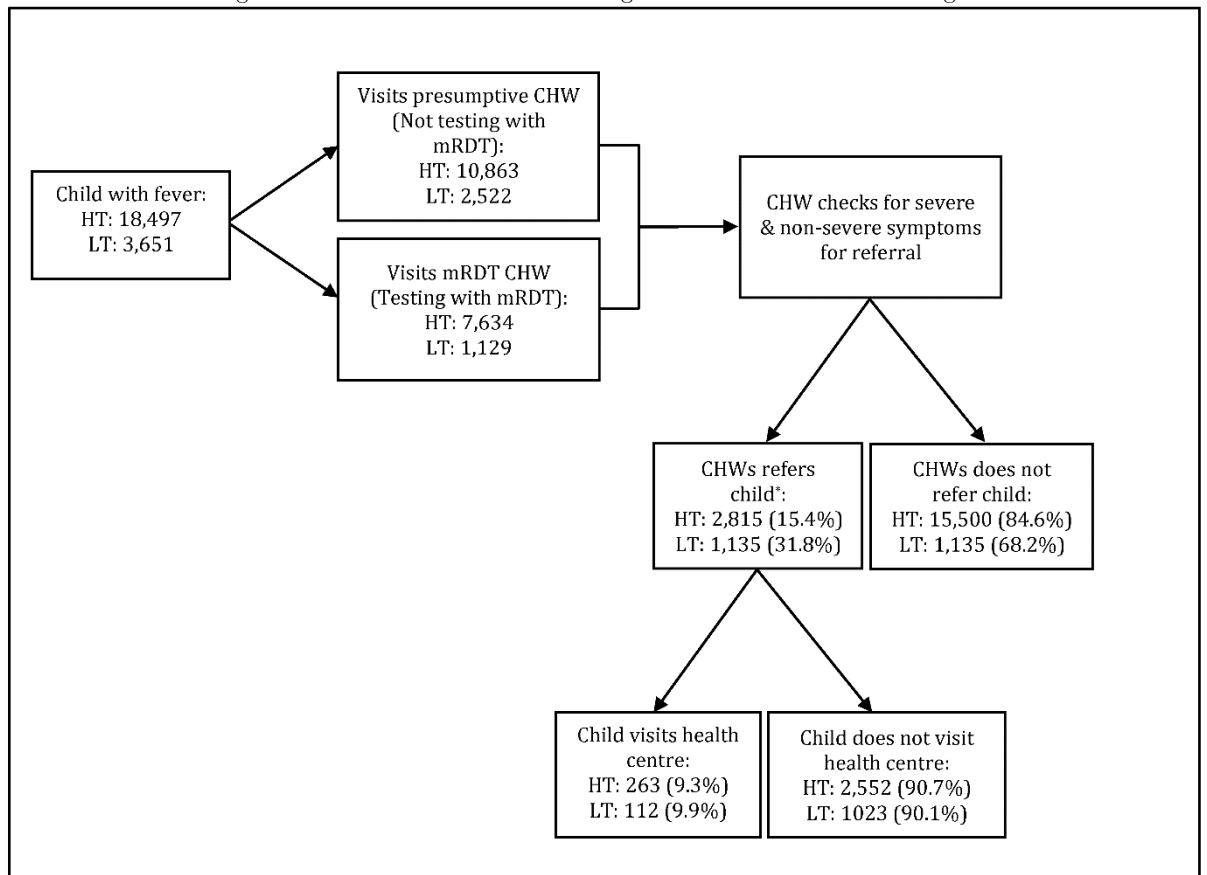 Visits presumptive CHW
(Not testing with
mRDT):
HT: 10,863
LT: 2,522
Child with fever:
HT: 18,497
LT: 3,651
CHW checks for severe
& non-severe symptoms
for referral
Visits mRDT CHW
(Testing with mRDT):
HT: 7,634
LT: 1,129
CHWs refers
child*:
HT: 2,815 (15.4%)
LT: 1,135 (31.8%)
CHWs does not
refer child:
HT: 15,500 (84.6%)
LT: 1,135 (68.2%)
Child visits health
centre:
HT: 263 (9.3%)
LT: 112 (9.9%)
Child does not visit
health centre:
HT: 2,552 (90.7%)
LT: 1023 (90.1%)